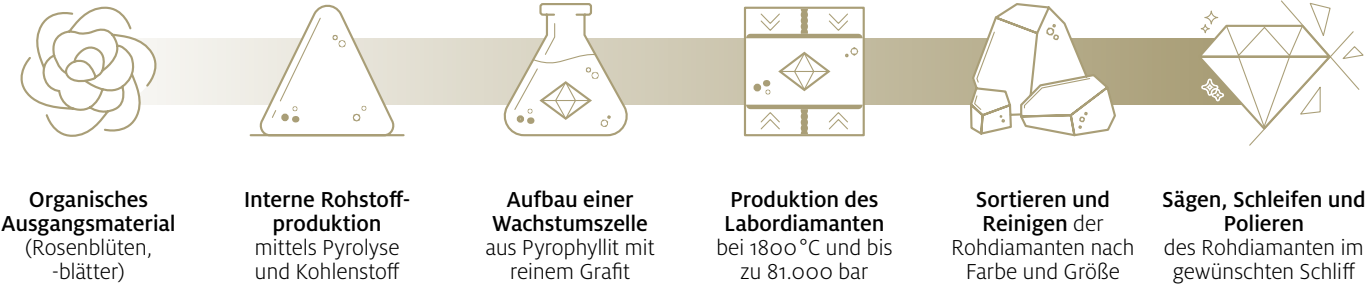 Organisches
Ausgangsmaterial
(Rosenblüten,
-blätter)
Interne Rohstoff-
produktion
mittels Pyrolyse
und Kohlenstoff
Aufbau einer
Wachstumszelle
aus Pyrophyllit mit
reinem Grafit
Produktion des
Labordiamanten
bei 1800 °C und bis
zu 81.000 bar
Sortieren und
Reinigen der
Rohdiamanten nach
Farbe und Größe
Sägen, Schleifen und
Polieren
des Rohdiamanten im
gewünschten Schliff